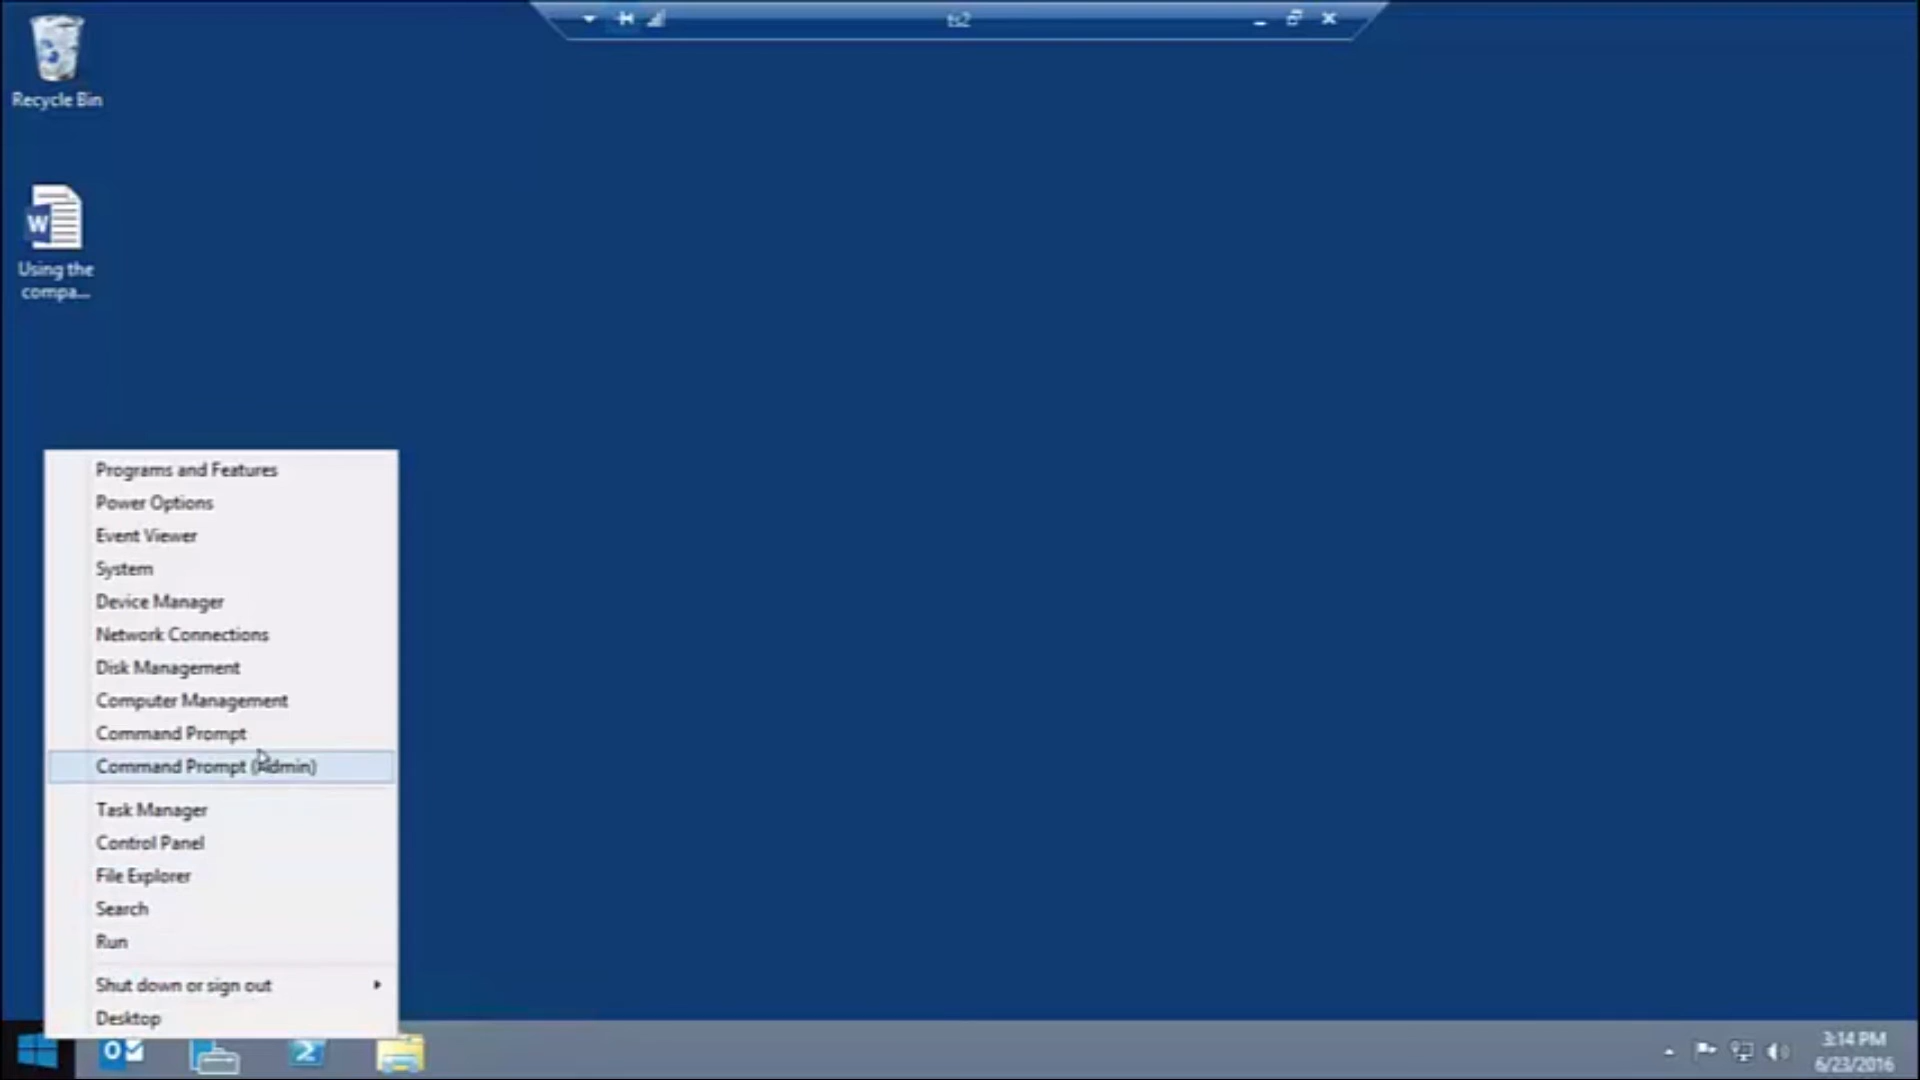 ts2
Recycle Bin
W
Using the
compa...
Programs and Features
Power Options
Event Viewer
System
Device Manager
Network Connections
Disk Management
Computer Management
Command Prompt
Command Prompt (Admin)
Task Manager
Control Panel
File Explorer
Search
Run
Shut down or sign out
Desktop
3:14 PM
6/23/2016